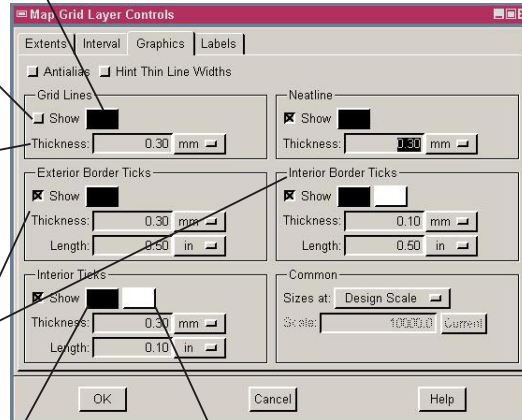 Map Grid Layer Controls
Extents Interval Graphics Labels
Antialias Hint Thin Line Widths
Grid Lines
Show
Thickness: 0.30 mm
Neatline
Show
Thickness: 0.30 mm
Exterior Border Ticks
Show
Thickness: 0.30 mm
Length: 0.50 in
Interior Border Ticks
Show
Thickness: 0.10 mm
Length: 0.50 in
Interior Ticks
Show
Thickness: 0.30 mm
Length: 0.10 in
Common
Sizes at: Design Scale
Scale: 10000.0 Current
OK Cancel Help